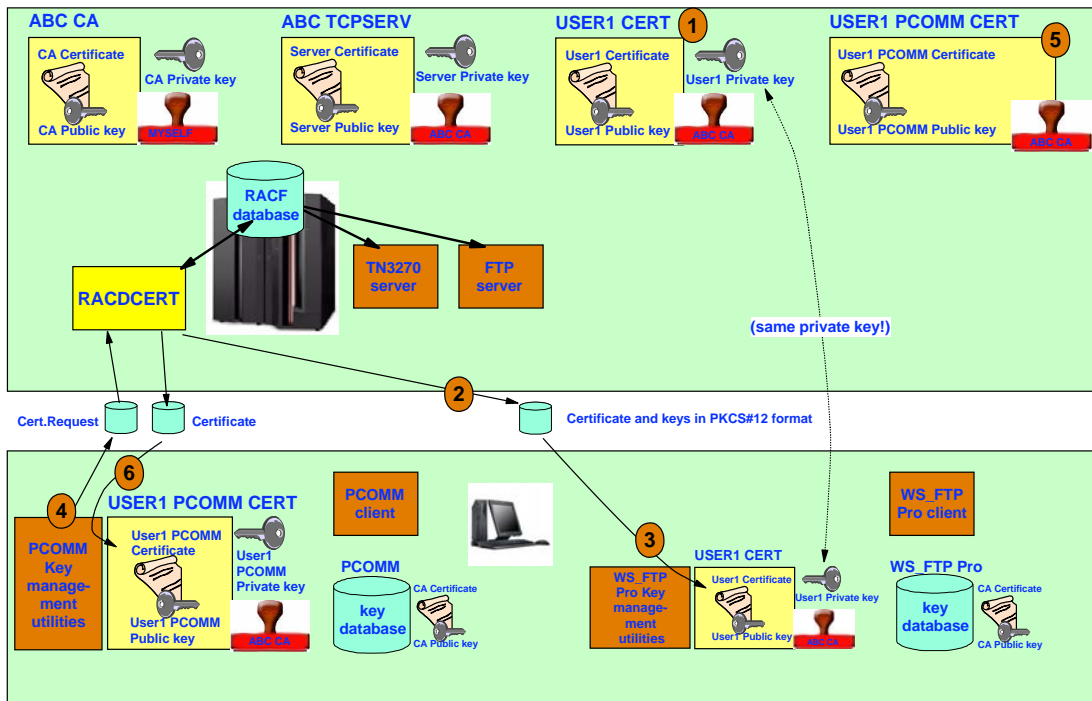 ABC CA
ABC TCPSERV
USER1 CERT
1
USER1 PCOMM CERT
5
CA Certificate
CA Private key
CA Public key
MYSELF
Server Certificate
Server Private key
Server Public key
ABC CA
User1 Certificate
User1 Private key
User1 Public key
ABC CA
User1 PCOMM Certificate
User1 PCOMM Public key
ABC CA
RACF
database
TN3270
server
FTP
server
RACDCERT
(same private key!)
2
Cert.Request
Certificate
Certificate and keys in PKCS#12 format
4
6
USER1 PCOMM CERT
PCOMM
Key
manage-
ment
utilities
User1 PCOMM
Certificate
User1 PCOMM
Public key
User1
PCOMM
Private key
ABC CA
PCOMM
client
PCOMM
key
database
CA Certificate
CA Public key
3
WS_FTP
Pro Key
manage-
ment
utilities
USER1 CERT
User1 Certificate
User1 Public key
User1 Private key
ABC CA
WS_FTP
Pro client
WS_FTP Pro
key
database
CA Certificate
CA Public key